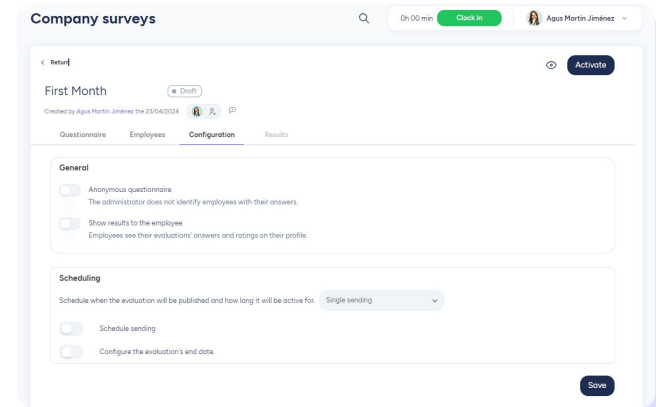 Company surveys
0h 00 min Clock in Agus Martín Jiménez
Return
Activate
First Month Draft
Created by Agus Martín Jiménez the 23/04/2024
Questionnaire Employees Configuration Results
General
Anonymous questionnaire
The administrator does not identify employees with their answers.
Show results to the employee
Employees see their evaluations' answers and ratings on their profile.
Scheduling
Schedule when the evaluation will be published and how long it will be active for. Single sending
Schedule sending
Configure the evaluation's end date.
Save